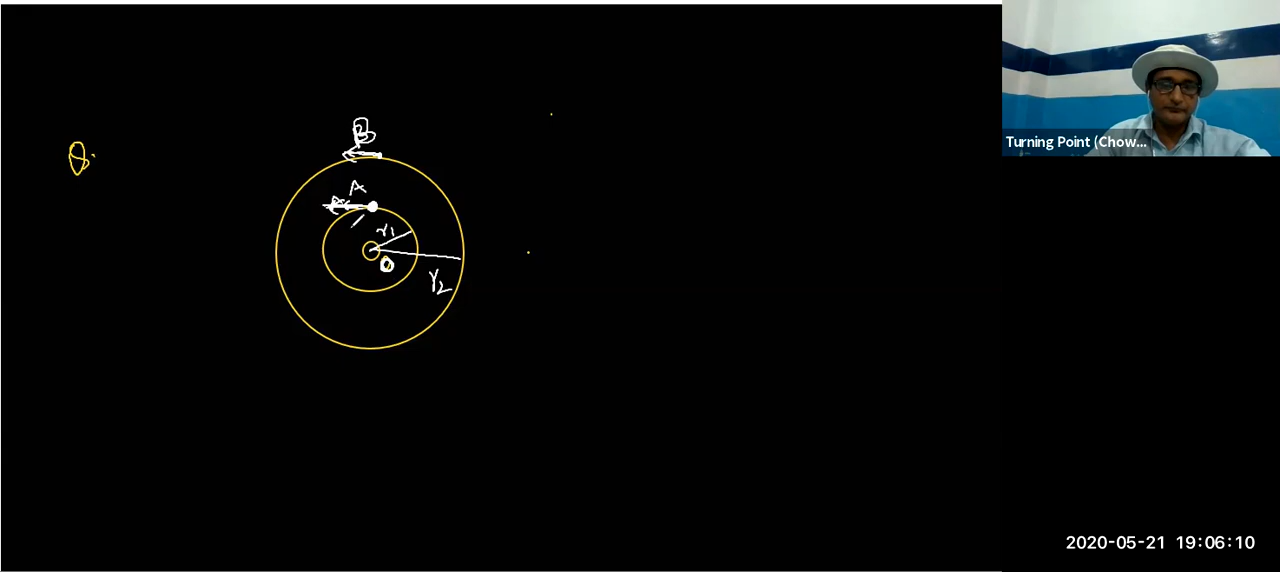 Q.
B
A
r1
O
r2
Turning Point (Chow...
2020-05-21 19:06:10